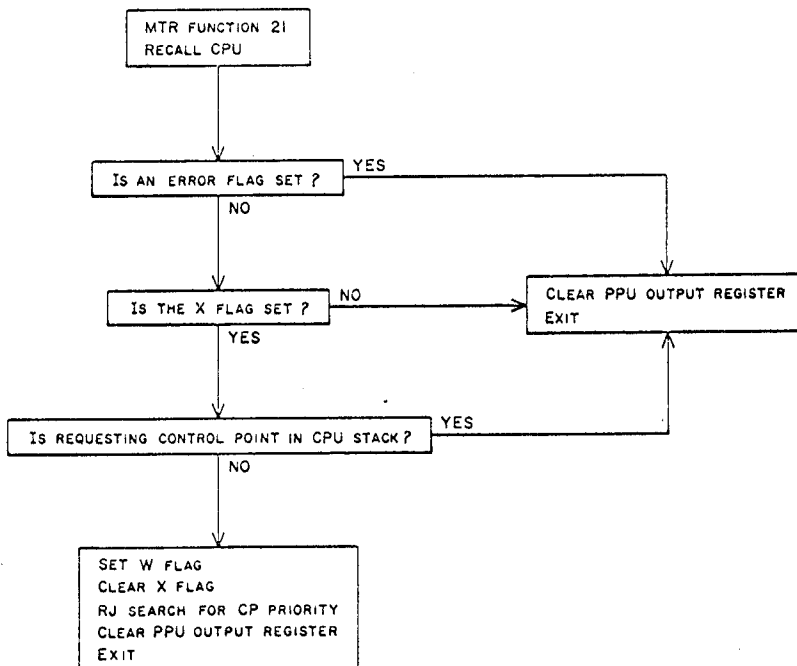 MTR FUNCTION 21
RECALL CPU
YES
IS AN ERROR FLAG SET ?
NO
NO
CLEAR PPU OUTPUT REGISTER
EXIT
IS THE X FLAG SET ?
YES
YES
IS REQUESTING CONTROL POINT IN CPU STACK ?
NO
SET W FLAG
CLEAR X FLAG
RJ SEARCH FOR CP PRIORITY
CLEAR PPU OUTPUT REGISTER
EXIT